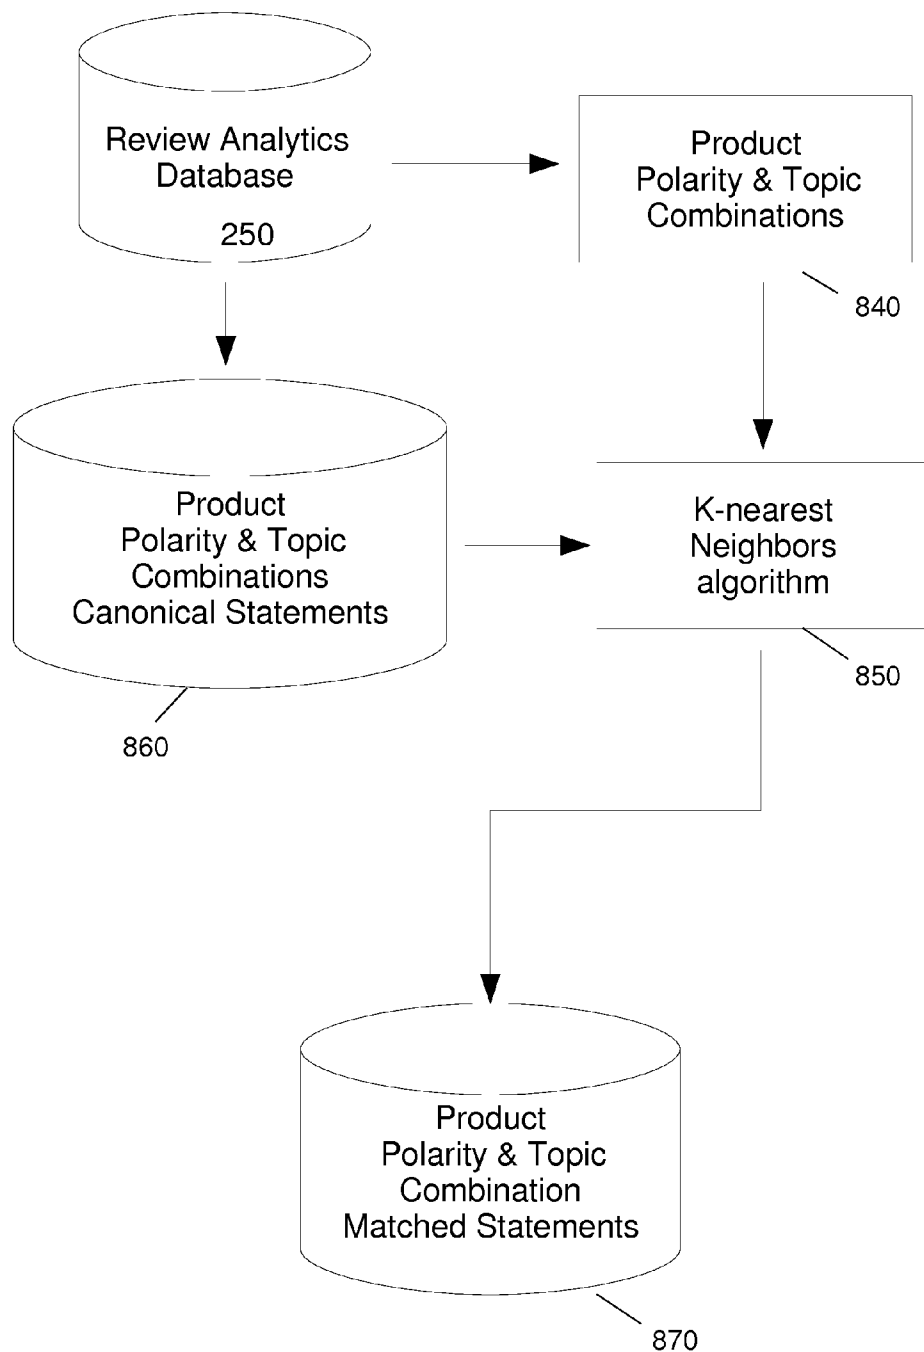 Review Analytics
Database
250
Product
Polarity & Topic
Combinations
840
Product
Polarity & Topic
Combinations
Canonical Statements
860
K-nearest
Neighbors
algorithm
850
Product
Polarity & Topic
Combination
Matched Statements
870